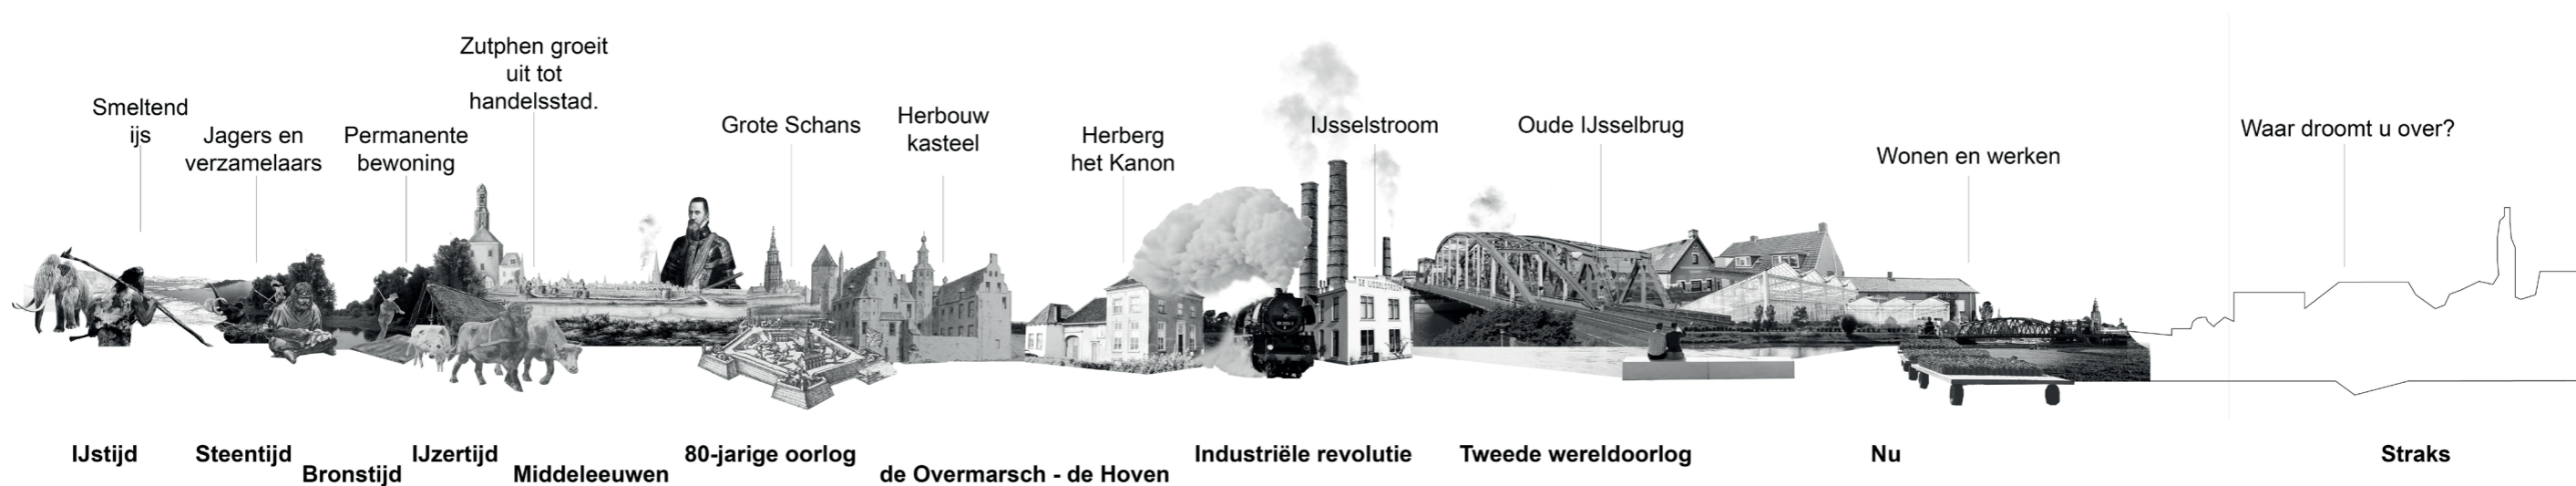 Zutphen groeit
uit tot
handelsstad.
Smeltend
ijs
Jagers en
verzamelaars
Permanente
bewoning
Grote Schans
Herbouw
kasteel
Herberg
het Kanon
IJsselstroom
Oude IJsselbrug
Wonen en werken
Waar droomt u over?
DE IJSSELSTROOM
IJstijd
Steentijd
Bronstijd
IJzertijd
Middeleeuwen
80-jarige oorlog
de Overmarsch - de Hoven
Industriële revolutie
Tweede wereldoorlog
Nu
Straks